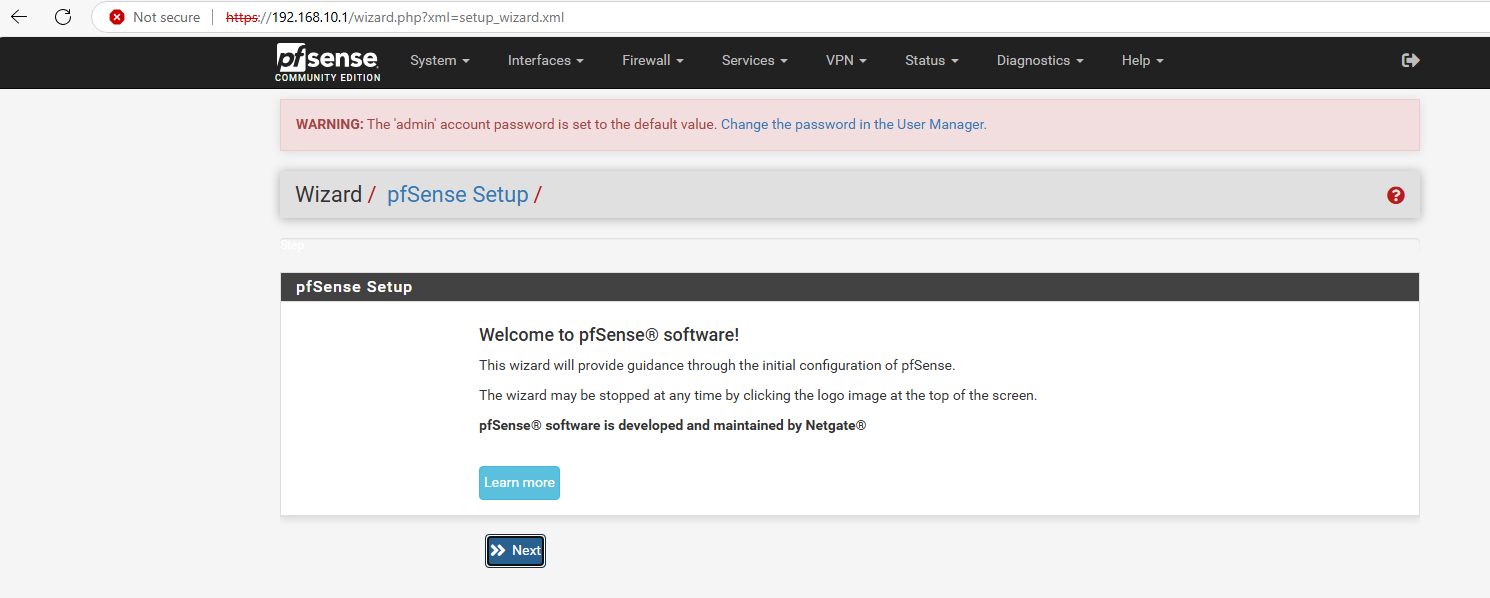 Not secure https://192.168.10.1/wizard.php?xml=setup_wizard.xml
pfsense COMMUNITY EDITION System Interfaces Firewall Services VPN Status Diagnostics Help
WARNING: The 'admin' account password is set to the default value. Change the password in the User Manager.
Wizard / pfSense Setup /
Step
pfSense Setup
Welcome to pfSense® software!
This wizard will provide guidance through the initial configuration of pfSense.
The wizard may be stopped at any time by clicking the logo image at the top of the screen.
pfSense® software is developed and maintained by Netgate®
Learn more
Next